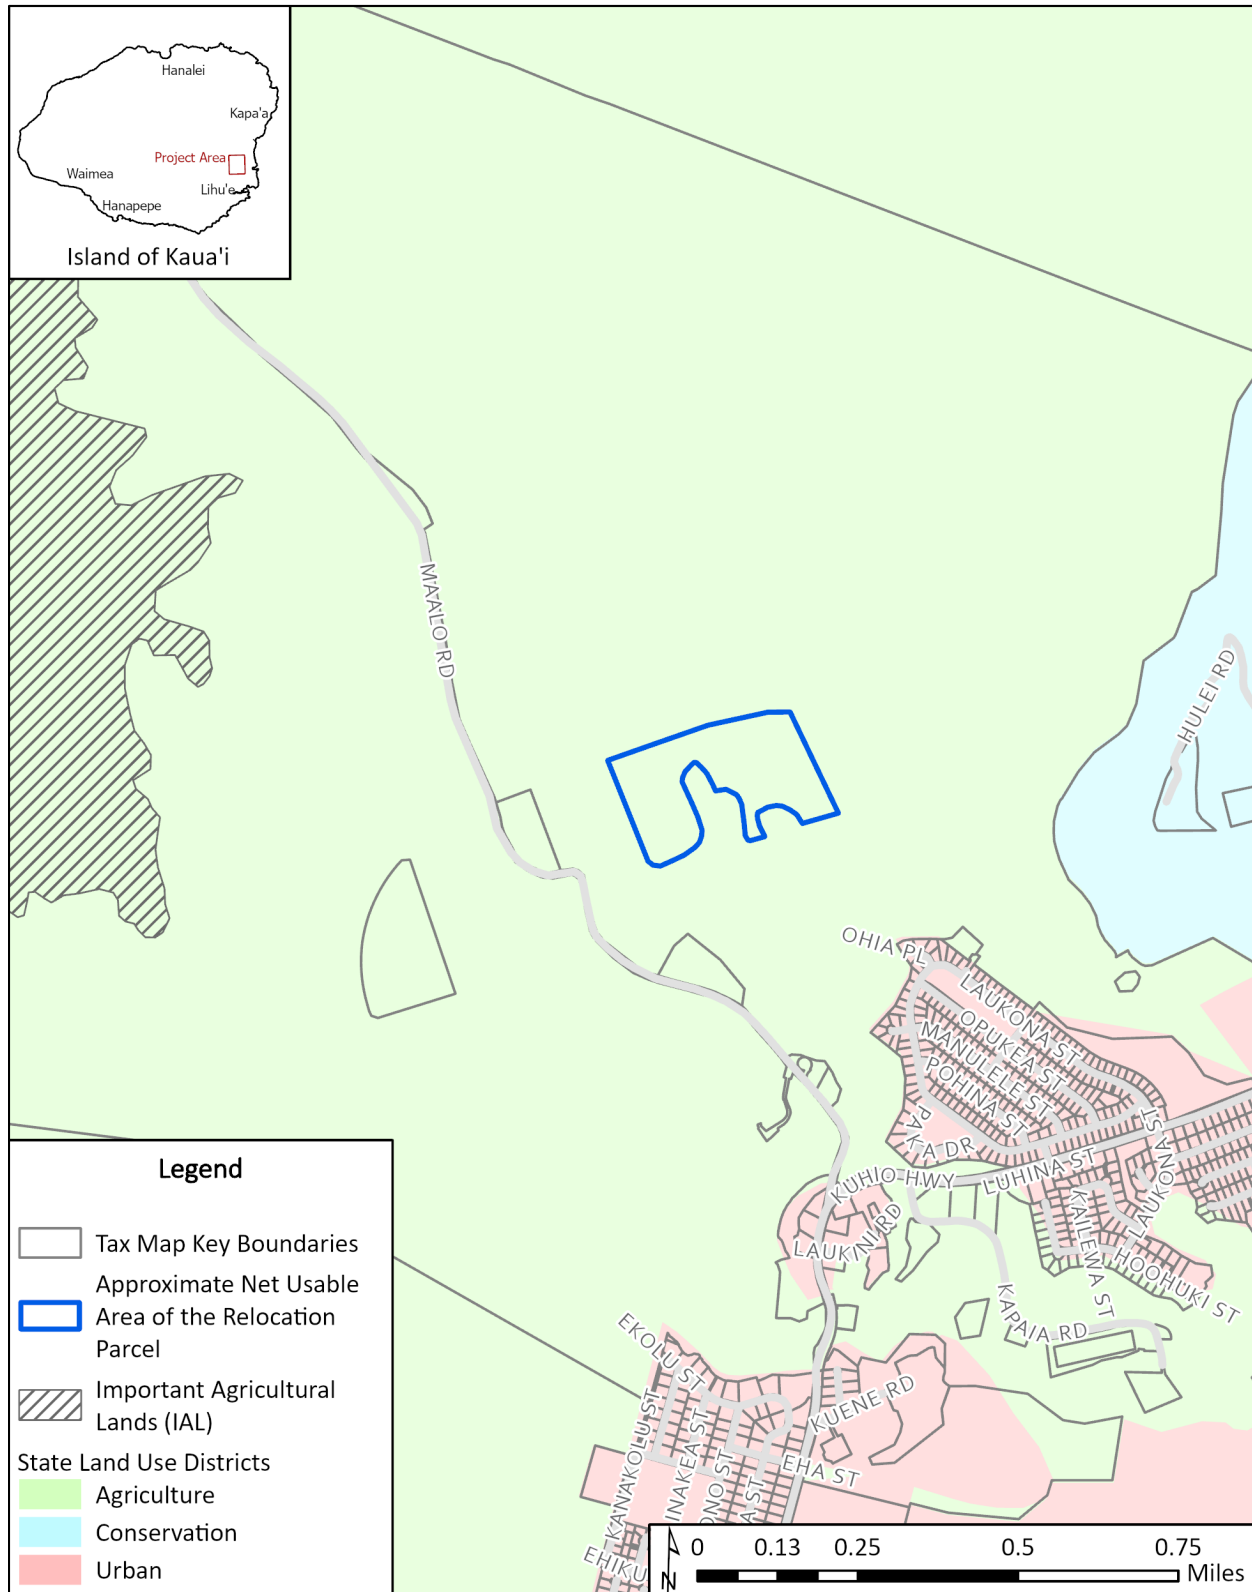 Hanalei
Kapa'a
Project Area
Waimea
Lihu'e
Hanapepe
Island of Kaua'i
MAALO RD
HULEI RD
OHIA PL
LAUKONA ST
OPUKEA ST
MANULELE ST
POHINA ST
PAKA DR
LAUKONA ST
KUHIO HWY
LUHINA ST
LAUKINI RD
KAILEWA ST
HOOHUKI ST
KAPAIA RD
EKOLU ST
KUENE RD
KANAKOLU ST
INAKEA ST
ONO ST
A ST
EHA ST
EHIKU
Legend
Tax Map Key Boundaries
Approximate Net Usable
Area of the Relocation
Parcel
Important Agricultural
Lands (IAL)
State Land Use Districts
Agriculture
Conservation
Urban
N
0 0.13 0.25 0.5 0.75
Miles